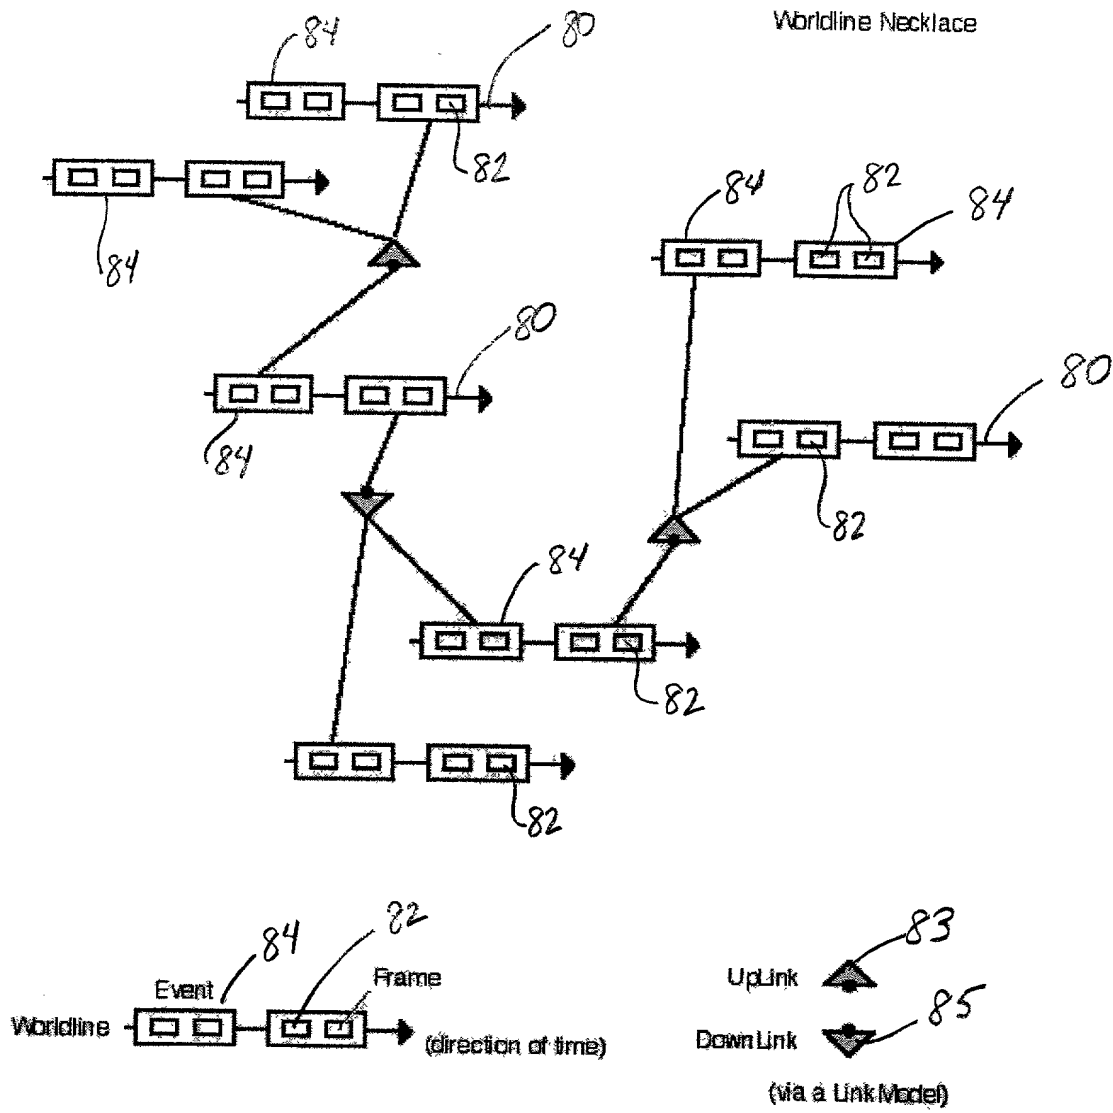 Worldline Necklace
84
80
82
84
84
82
84
80
84
80
82
84
82
82
84
82
83
Event
Frame
UpLink
Worldline
(direction of time)
85
DownLink
(via a Link Model)